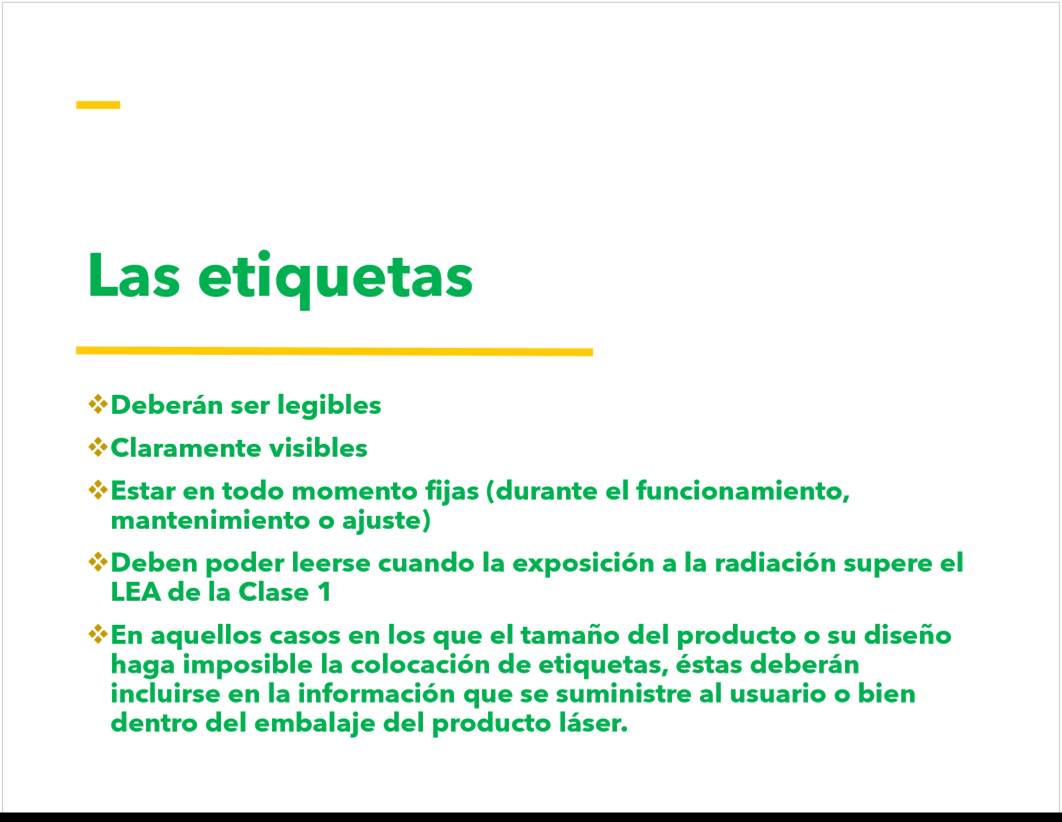 Las etiquetas
❖Deberán ser legibles
❖Claramente visibles
❖Estar en todo momento fijas (durante el funcionamiento,
mantenimiento o ajuste)
❖Deben poder leerse cuando la exposición a la radiación supere el
LEA de la Clase 1
❖En aquellos casos en los que el tamaño del producto o su diseño
haga imposible la colocación de etiquetas, éstas deberán
incluirse en la información que se suministre al usuario o bien
dentro del embalaje del producto láser.